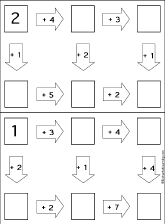 2 + 4 + 3
+ 1 + 2 + 1
+ 5 + 2
1 + 3 + 4
+ 2 + 1 + 4
+ 2 + 7